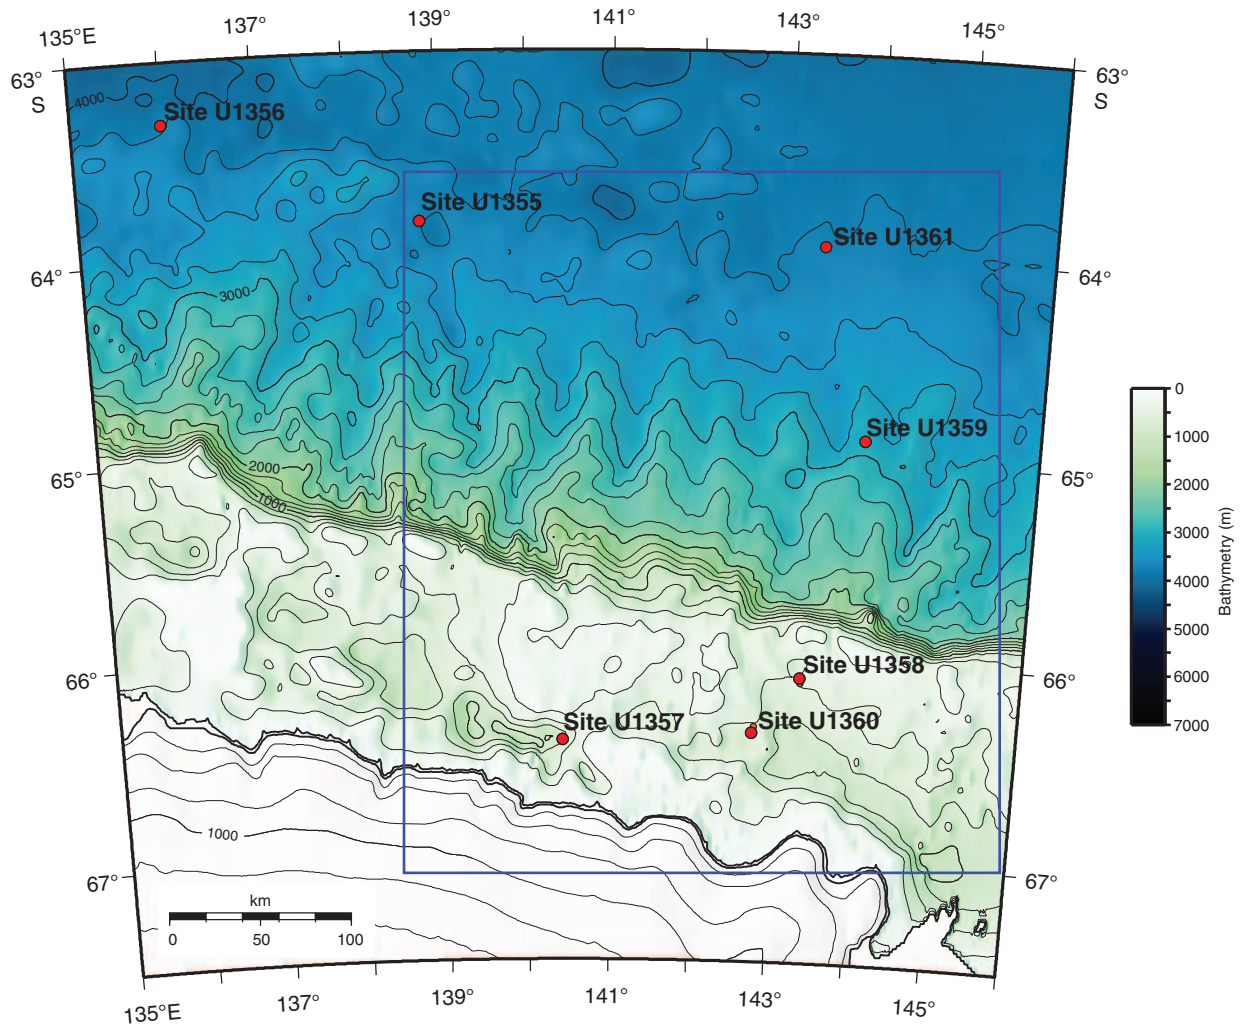 135°E
137°
139°
141°
143°
145°
63°
S
63°
S
4000
Site U1356
Site U1355
Site U1361
64°
64°
3000
0
1000
2000
3000
4000
5000
6000
7000
Bathymetry (m)
Site U1359
65°
65°
2000
1000
66°
66°
Site U1358
Site U1357
Site U1360
1000
67°
67°
km
0
50
100
135°E
137°
139°
141°
143°
145°